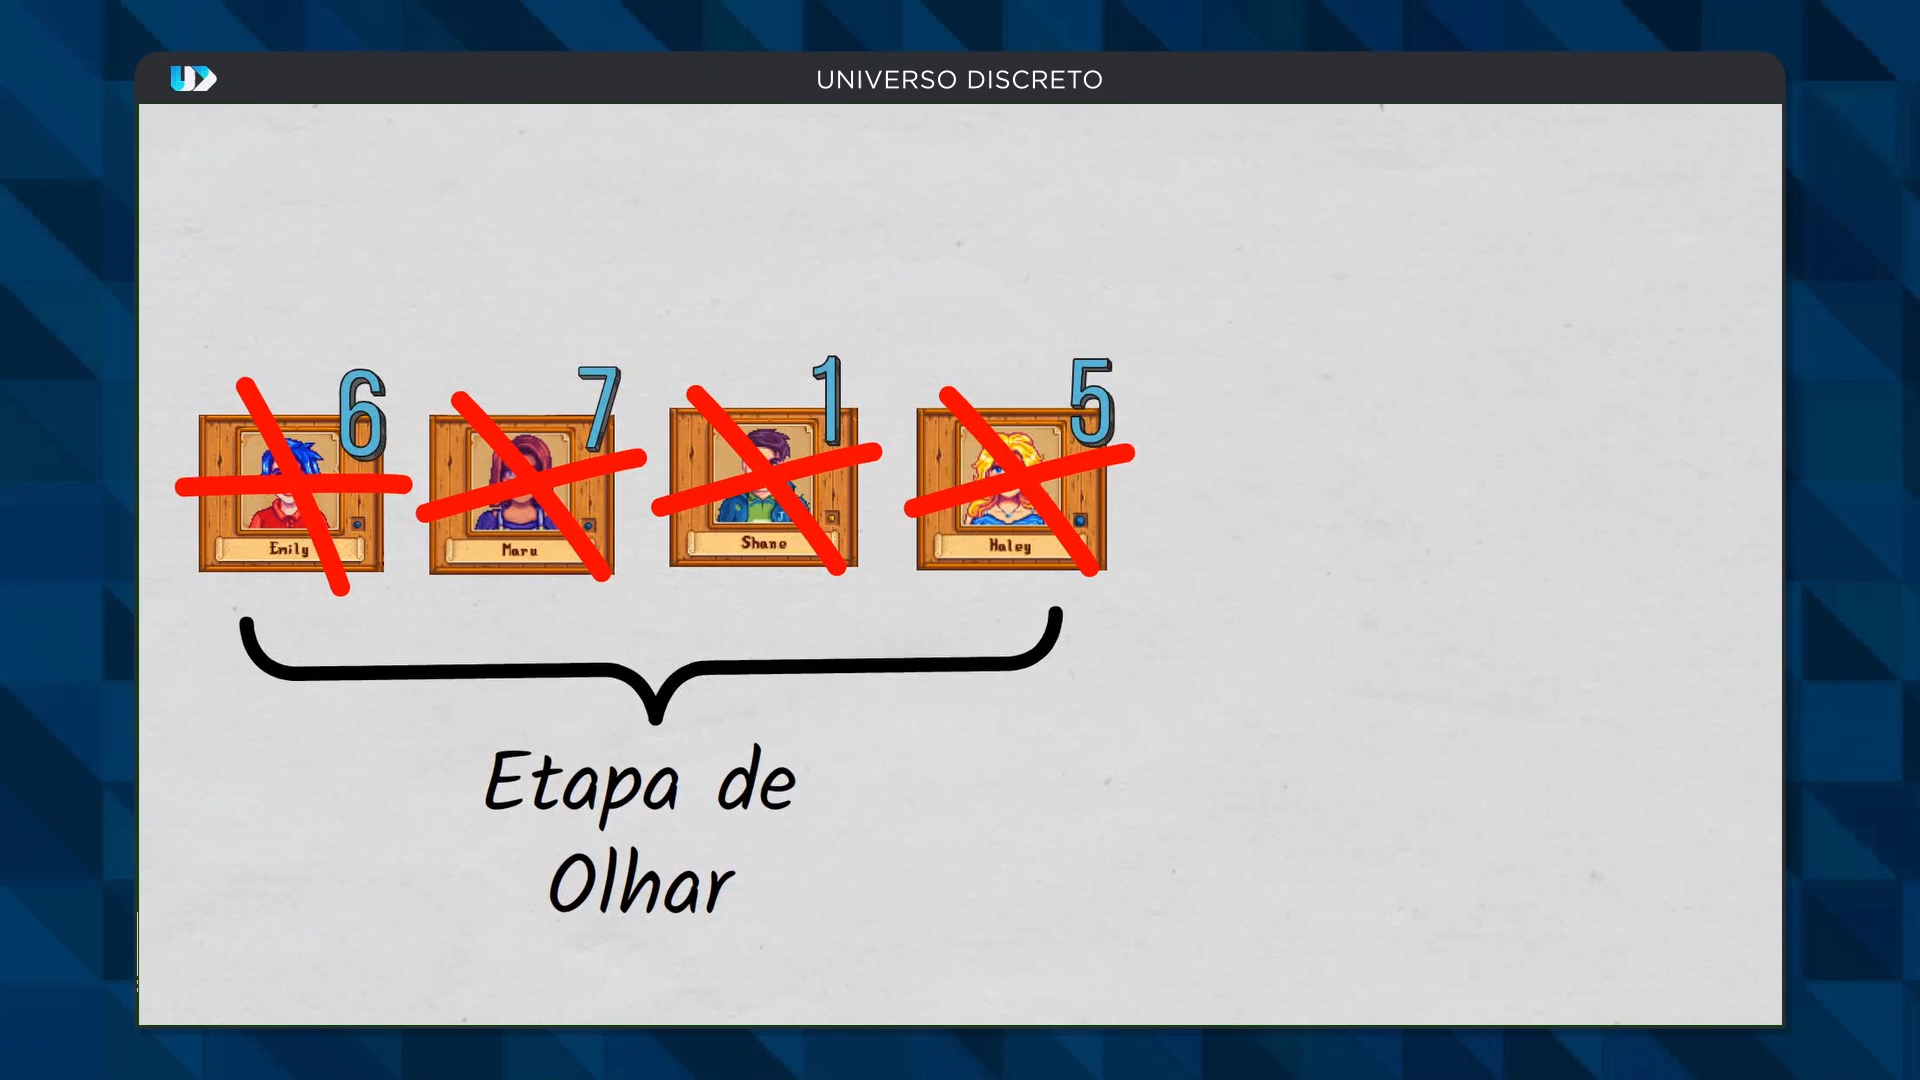 UNIVERSO DISCRETO
6 7 1 5
Emily Maru Shane Haley
Etapa de
Olhar